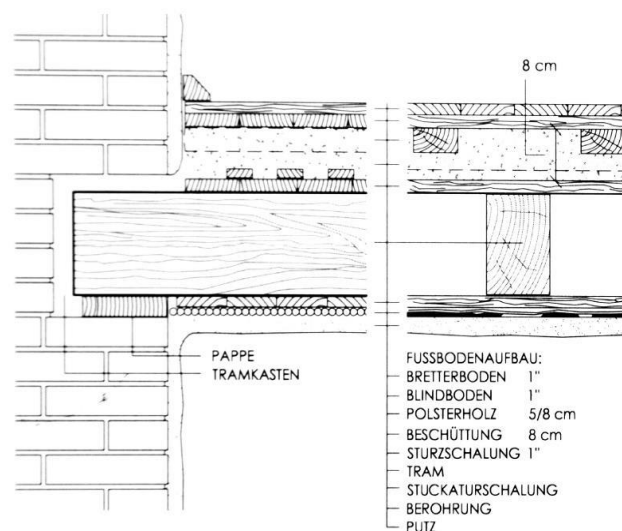 8 cm
PAPPE
TRAMKASTEN
FUSSBODENAUFBAU:
BRETTERBODEN 1"
BLINDBODEN 1"
POLSTERHOLZ 5/8 cm
BESCHÜTTUNG 8 cm
STURZSCHALUNG 1"
TRAM
STUCKATURSCHALUNG
BEROHRUNG
PUTZ